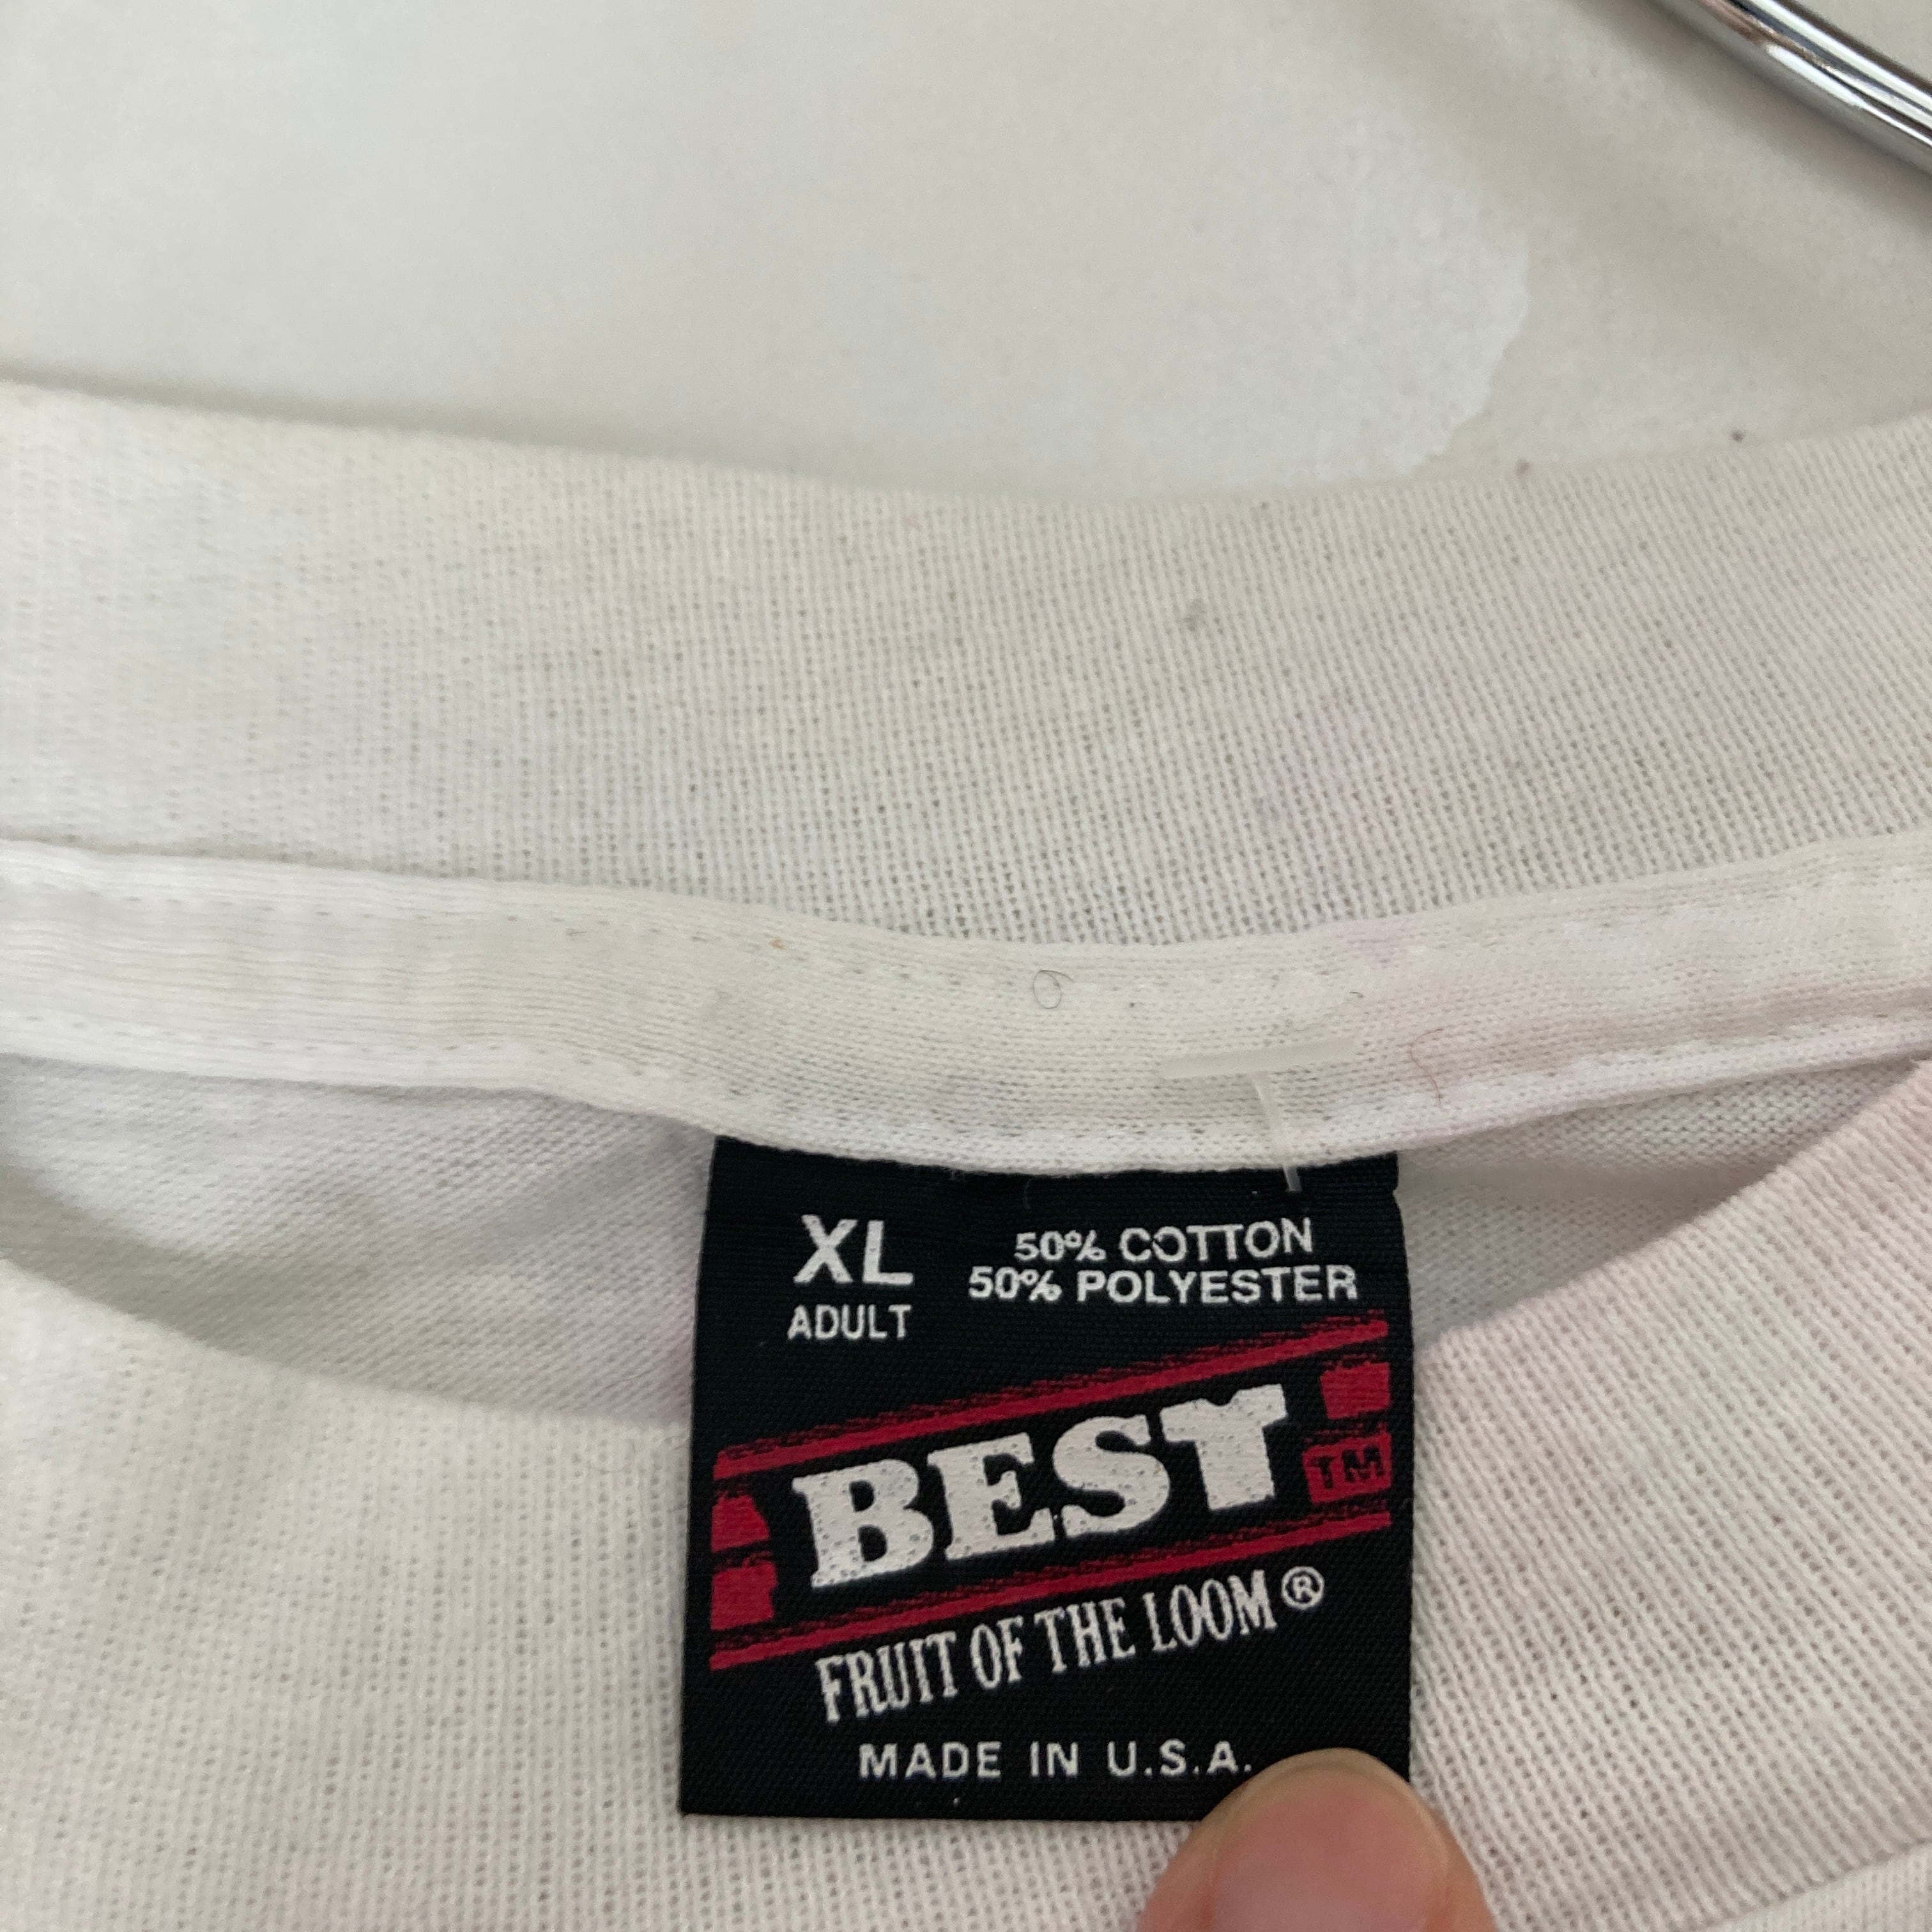 XL
ADULT
50% COTTON
50% POLYESTER
BEST
TM
FRUIT OF THE LOOM®
MADE IN U.S.A.